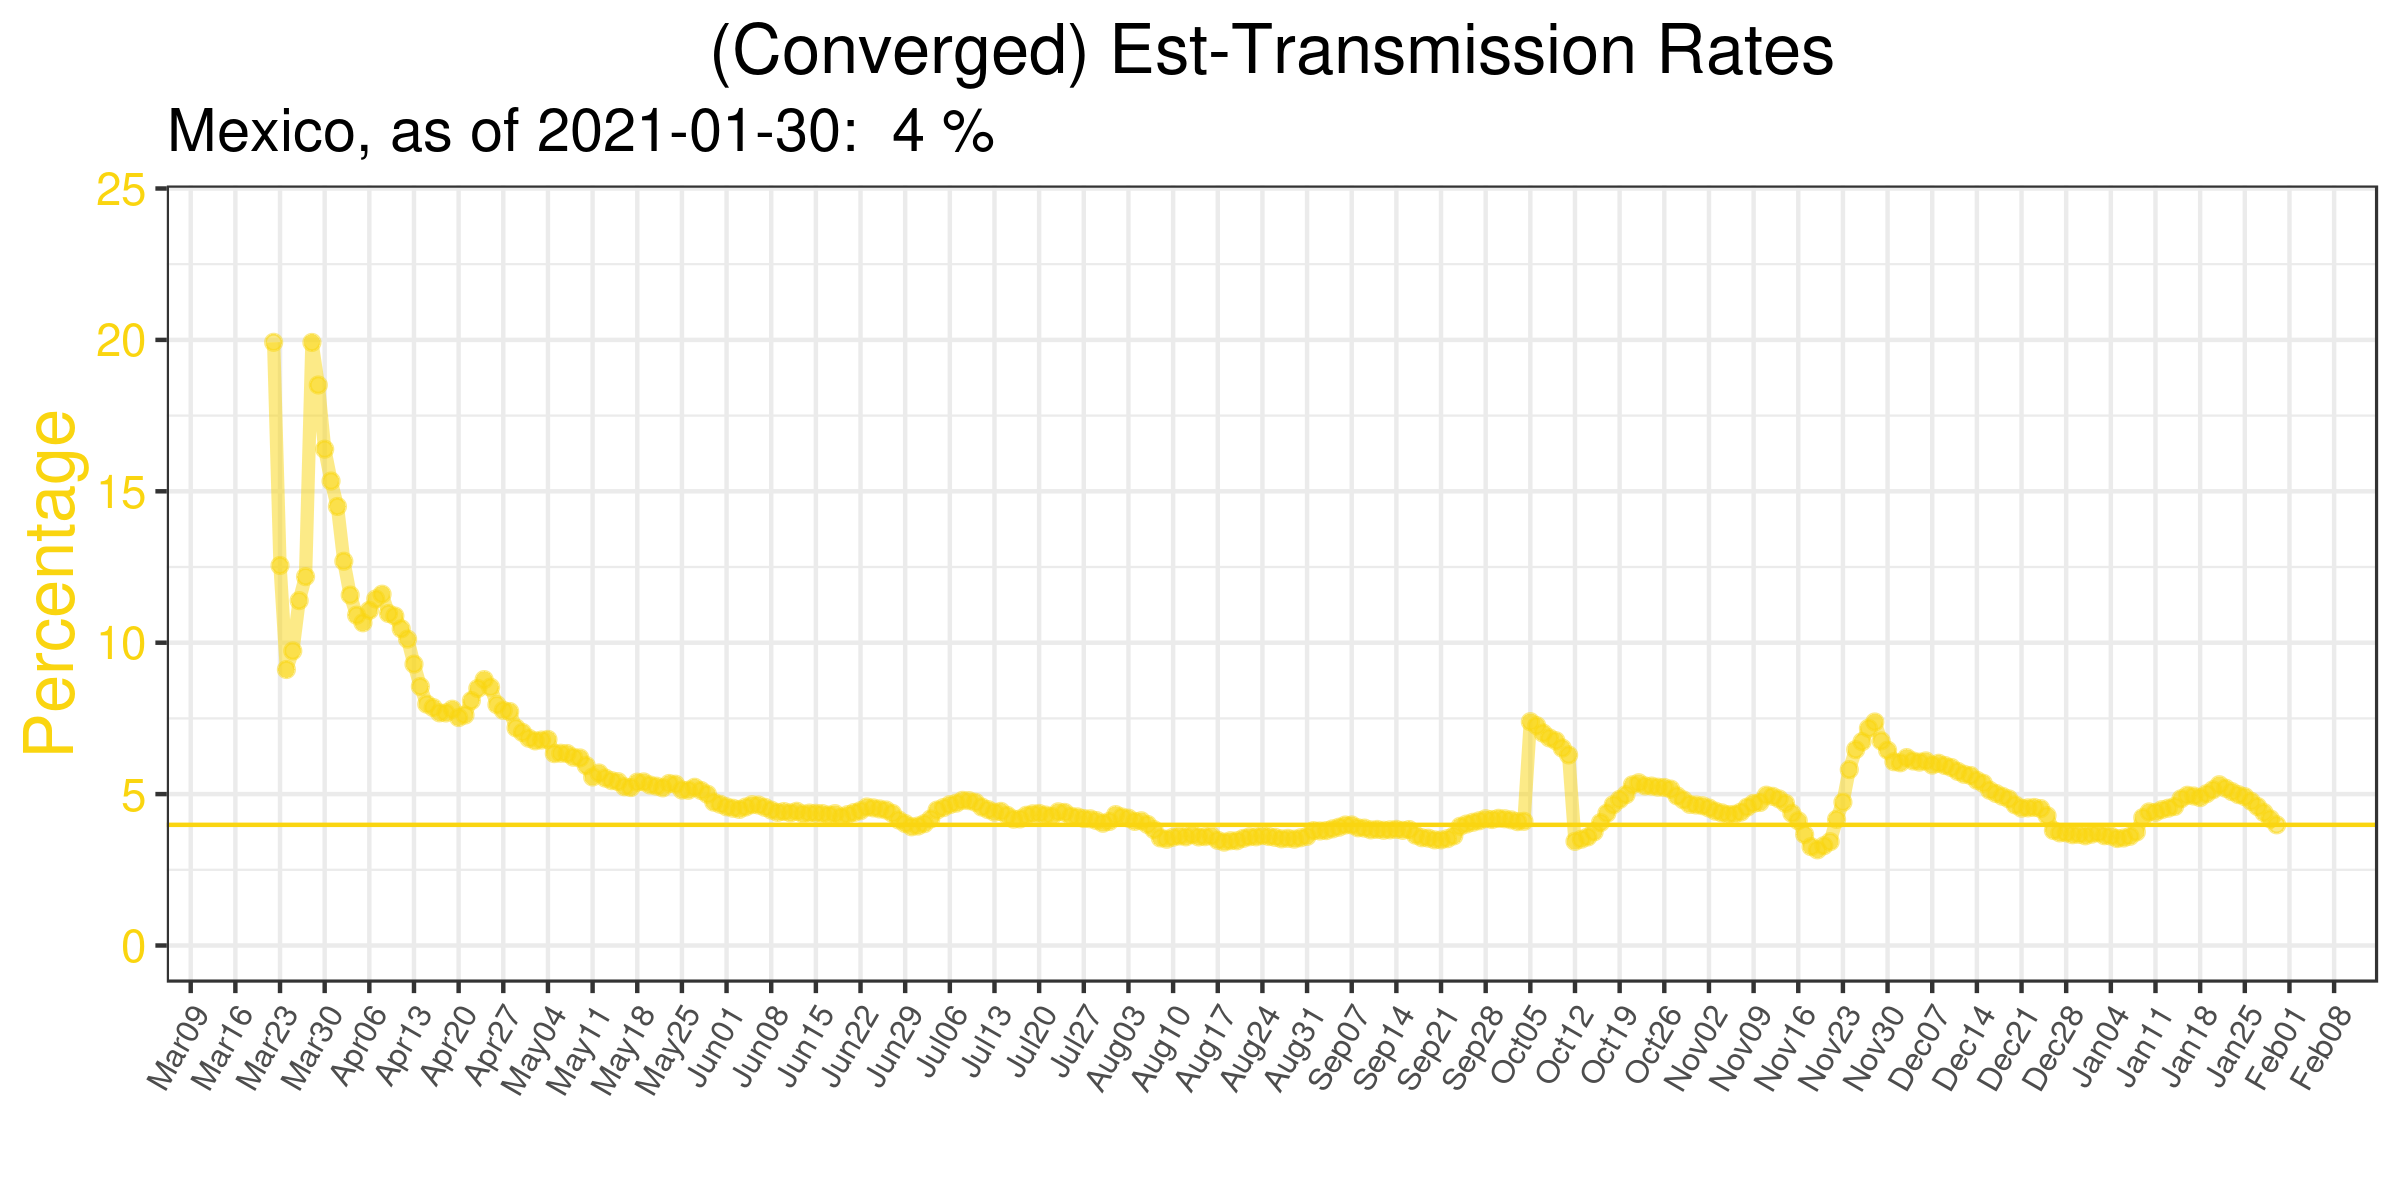 (Converged) Est-Transmission Rates
Mexico, as of 2021-01-30:  4 %
Percentage
25
20
15
10
5
0
Mar09
Mar16
Mar23
Mar30
Apr06
Apr13
Apr20
Apr27
May04
May11
May18
May25
Jun01
Jun08
Jun15
Jun22
Jun29
Jul06
Jul13
Jul20
Jul27
Aug03
Aug10
Aug17
Aug24
Aug31
Sep07
Sep14
Sep21
Sep28
Oct05
Oct12
Oct19
Oct26
Nov02
Nov09
Nov16
Nov23
Nov30
Dec07
Dec14
Dec21
Dec28
Jan04
Jan11
Jan18
Jan25
Feb01
Feb08